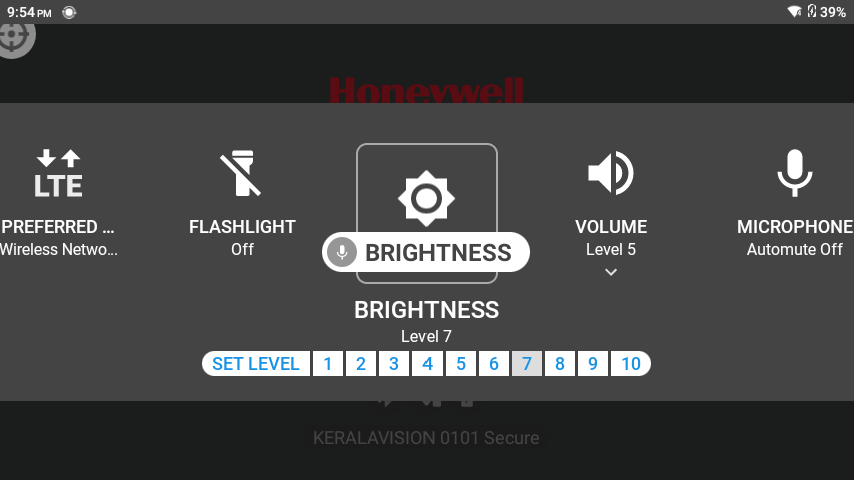 9:54 PM
39%
Honeywell
LTE
PREFERRED ...
Wireless Netwo...
FLASHLIGHT
Off
BRIGHTNESS
VOLUME
Level 5
MICROPHONE
Automute Off
BRIGHTNESS
Level 7
SET LEVEL 1 2 3 4 5 6 7 8 9 10
KERALAVISION 0101 Secure